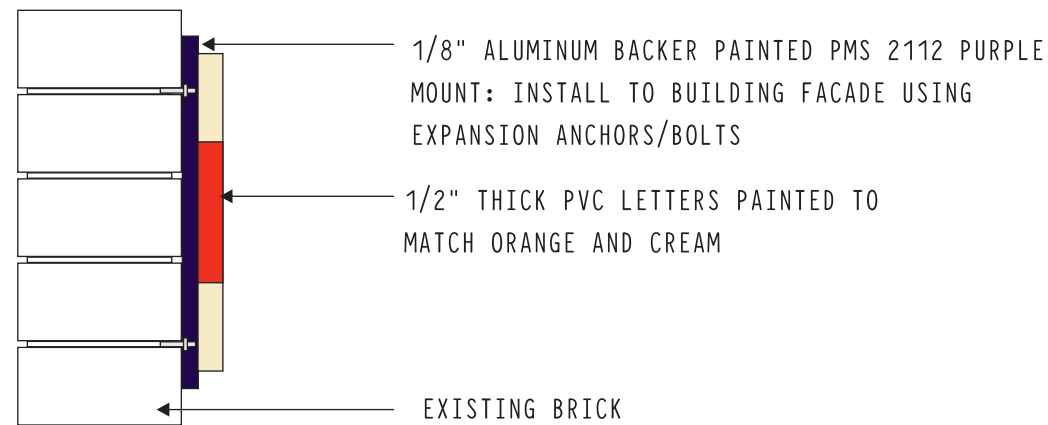 1/8" ALUMINUM BACKER PAINTED PMS 2112 PURPLE
MOUNT: INSTALL TO BUILDING FACADE USING
EXPANSION ANCHORS/BOLTS
1/2" THICK PVC LETTERS PAINTED TO
MATCH ORANGE AND CREAM
EXISTING BRICK